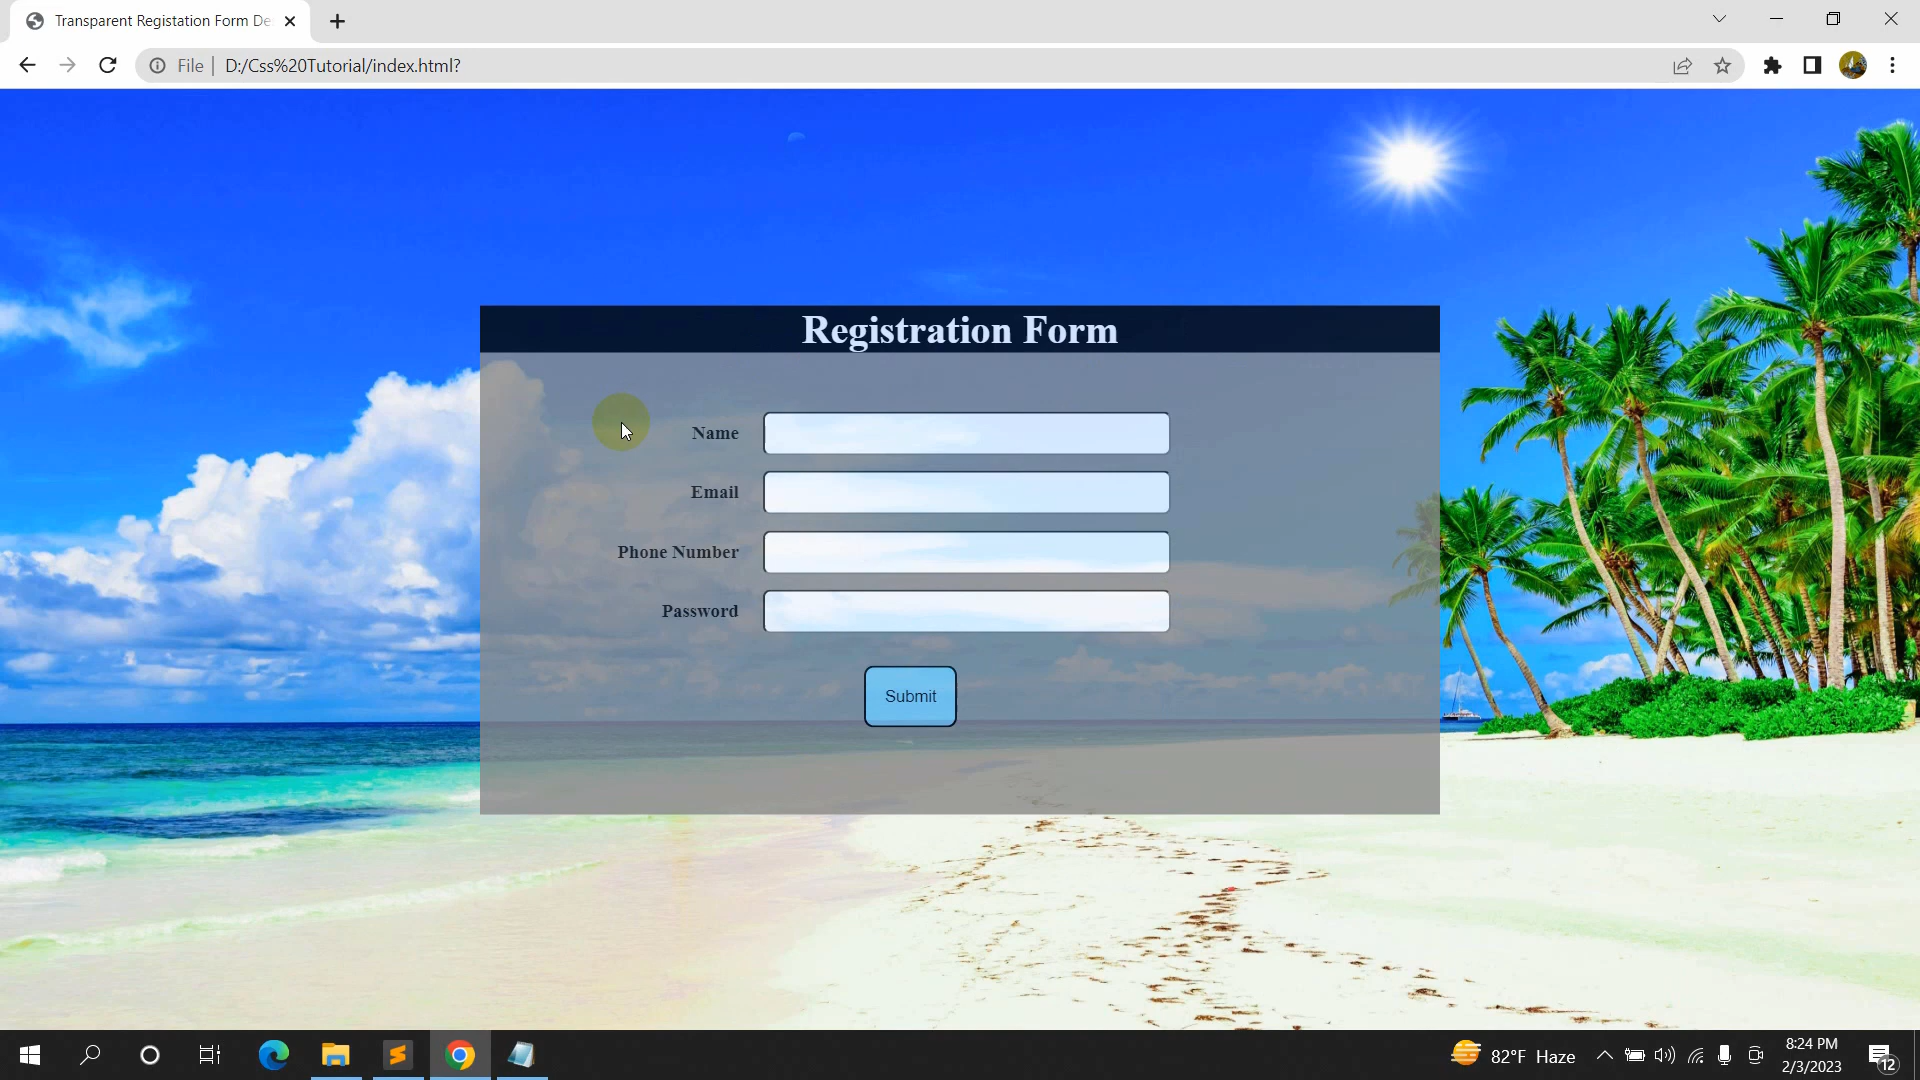 Transparent Registation Form De
File
D:/Css%20Tutorial/index.html?
Registration Form
Name
Email
Phone Number
Password
Submit
82°F Haze
8:24 PM
2/3/2023
12